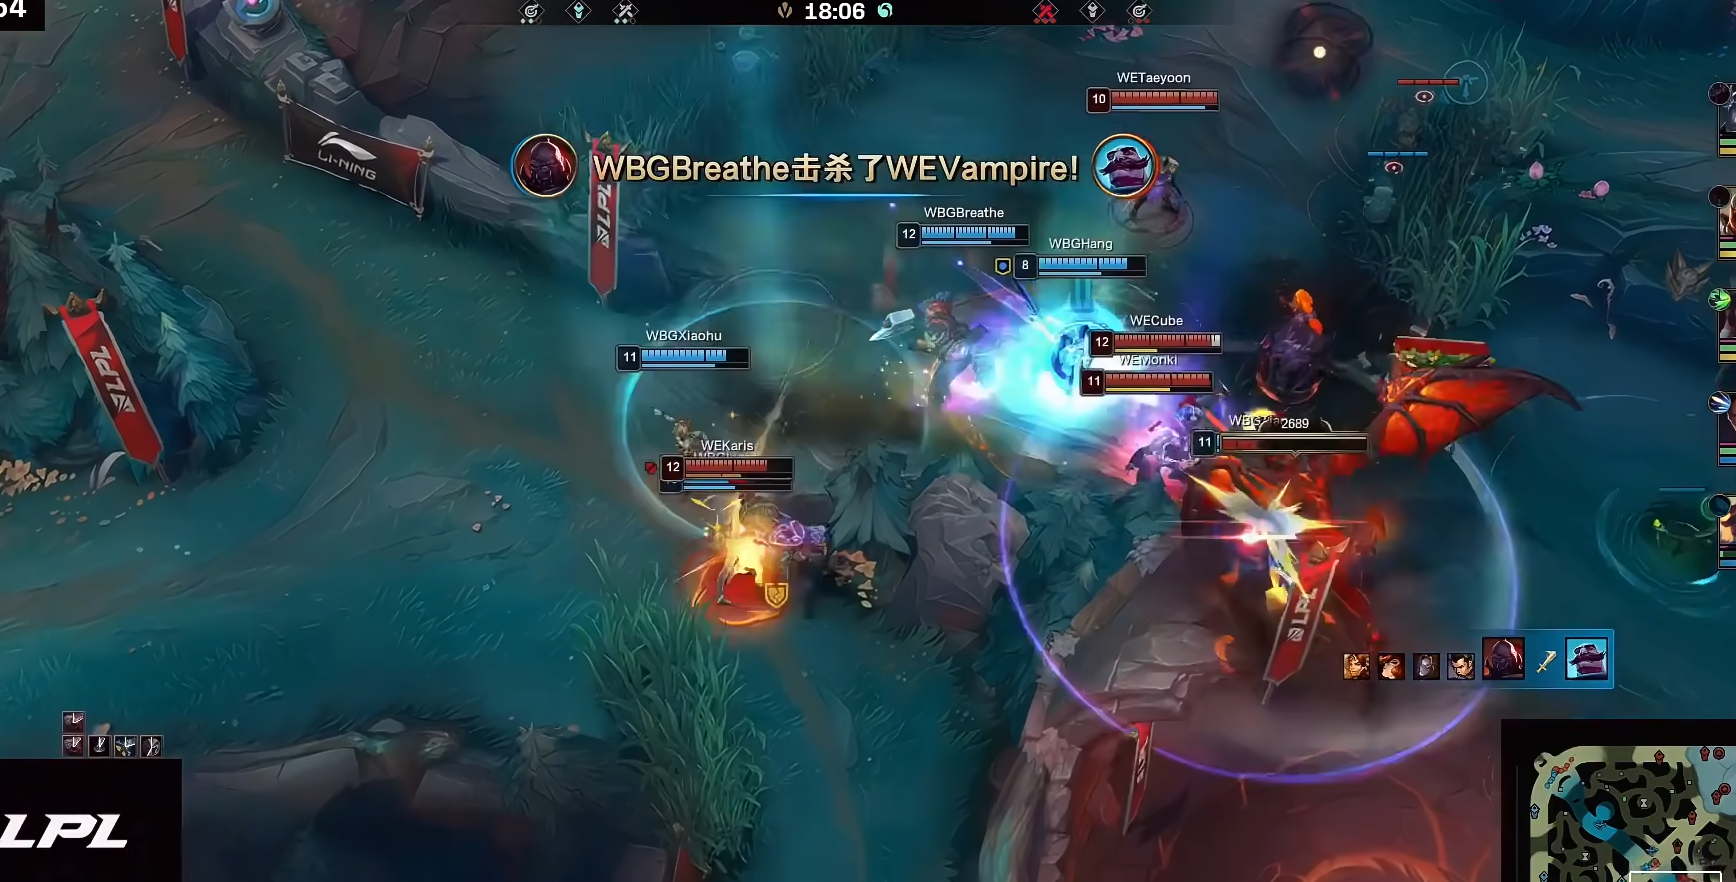 18:06
WETaeyoon
10
LI-NING
WBGBreathe击杀了WEVampire!
LPL
WBGBreathe
12
WBGHang
8
WECube
12
WBGXiaohu
11
WEMonki
11
LPL
2689
11
WEKaris
12
LPL
LPL